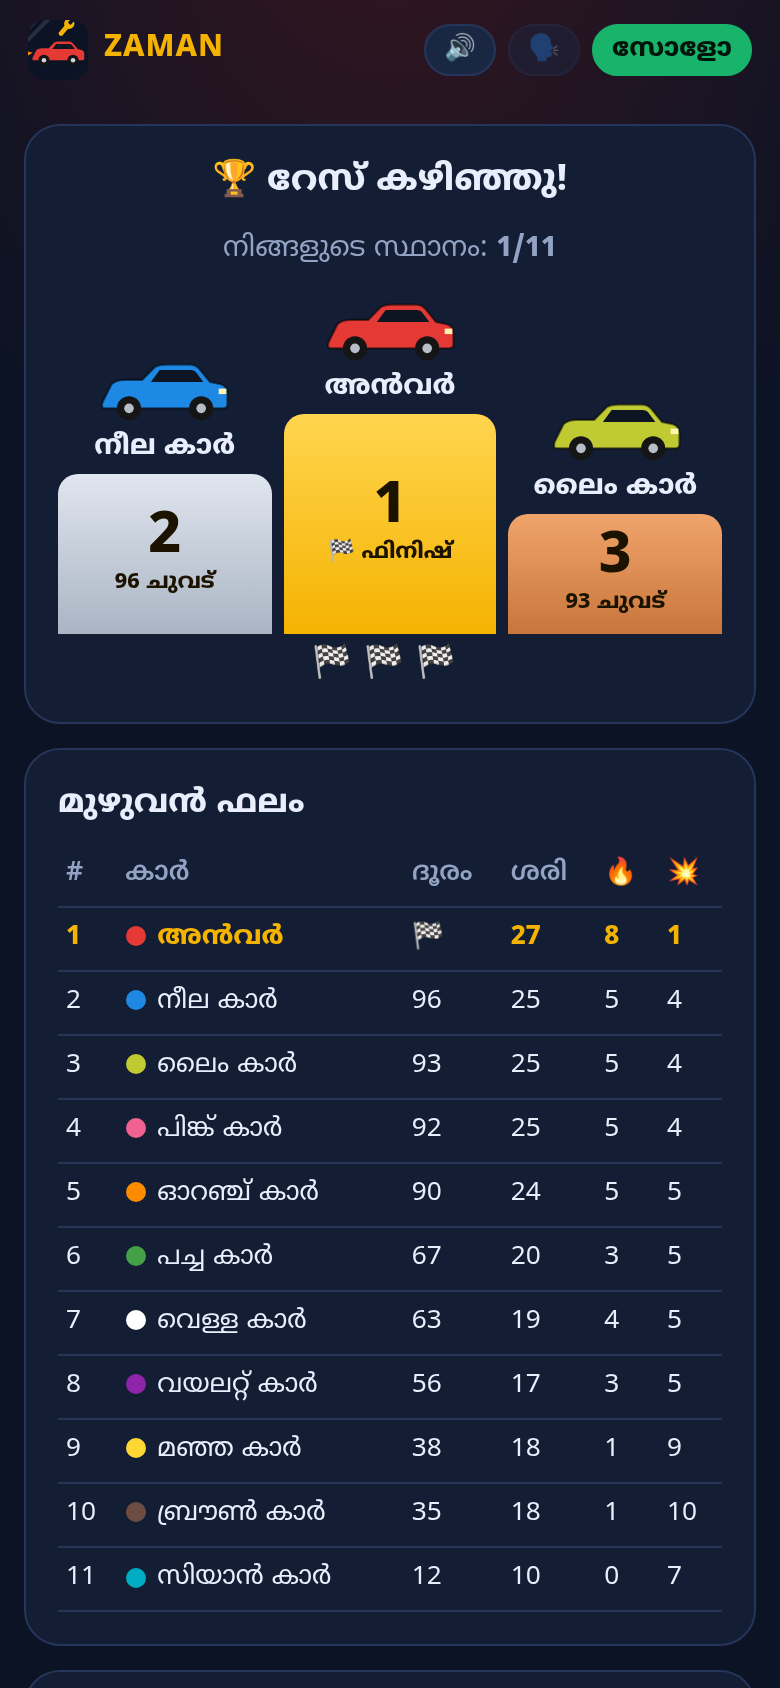 ZAMAN
സോളോ
🏆 റേസ് കഴിഞ്ഞു!
നിങ്ങളുടെ സ്ഥാനം: 1/11
അൻവർ
നീല കാർ
ലൈം കാർ
1
🏁 ഫിനിഷ്
2
96 ചുവട്
3
93 ചുവട്
മുഴുവൻ ഫലം
# കാർ ദൂരം ശരി 🔥 💥
1 അൻവർ 🏁 27 8 1
2 നീല കാർ 96 25 5 4
3 ലൈം കാർ 93 25 5 4
4 പിങ്ക് കാർ 92 25 5 4
5 ഓറഞ്ച് കാർ 90 24 5 5
6 പച്ച കാർ 67 20 3 5
7 വെള്ള കാർ 63 19 4 5
8 വയലറ്റ് കാർ 56 17 3 5
9 മഞ്ഞ കാർ 38 18 1 9
10 ബ്രൗൺ കാർ 35 18 1 10
11 സിയാൻ കാർ 12 10 0 7